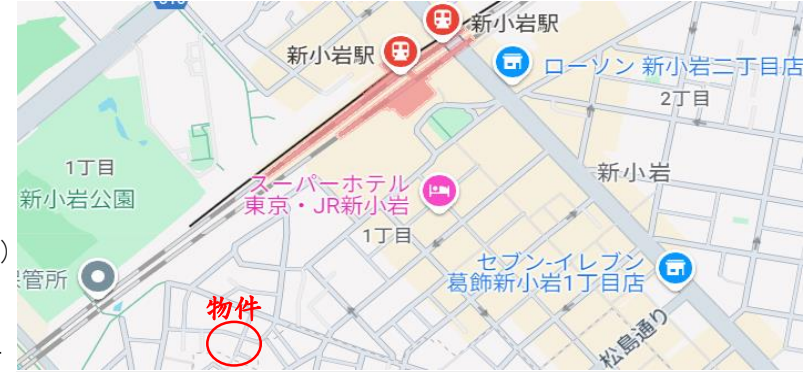 新小岩駅
新小岩駅
ローソン 新小岩二丁目店
2丁目
1丁目
新小岩公園
新小岩
スーパーホテル
東京・JR新小岩
1丁目
セブン-イレブン
葛飾新小岩1丁目店
)
管所
物件
松島通り